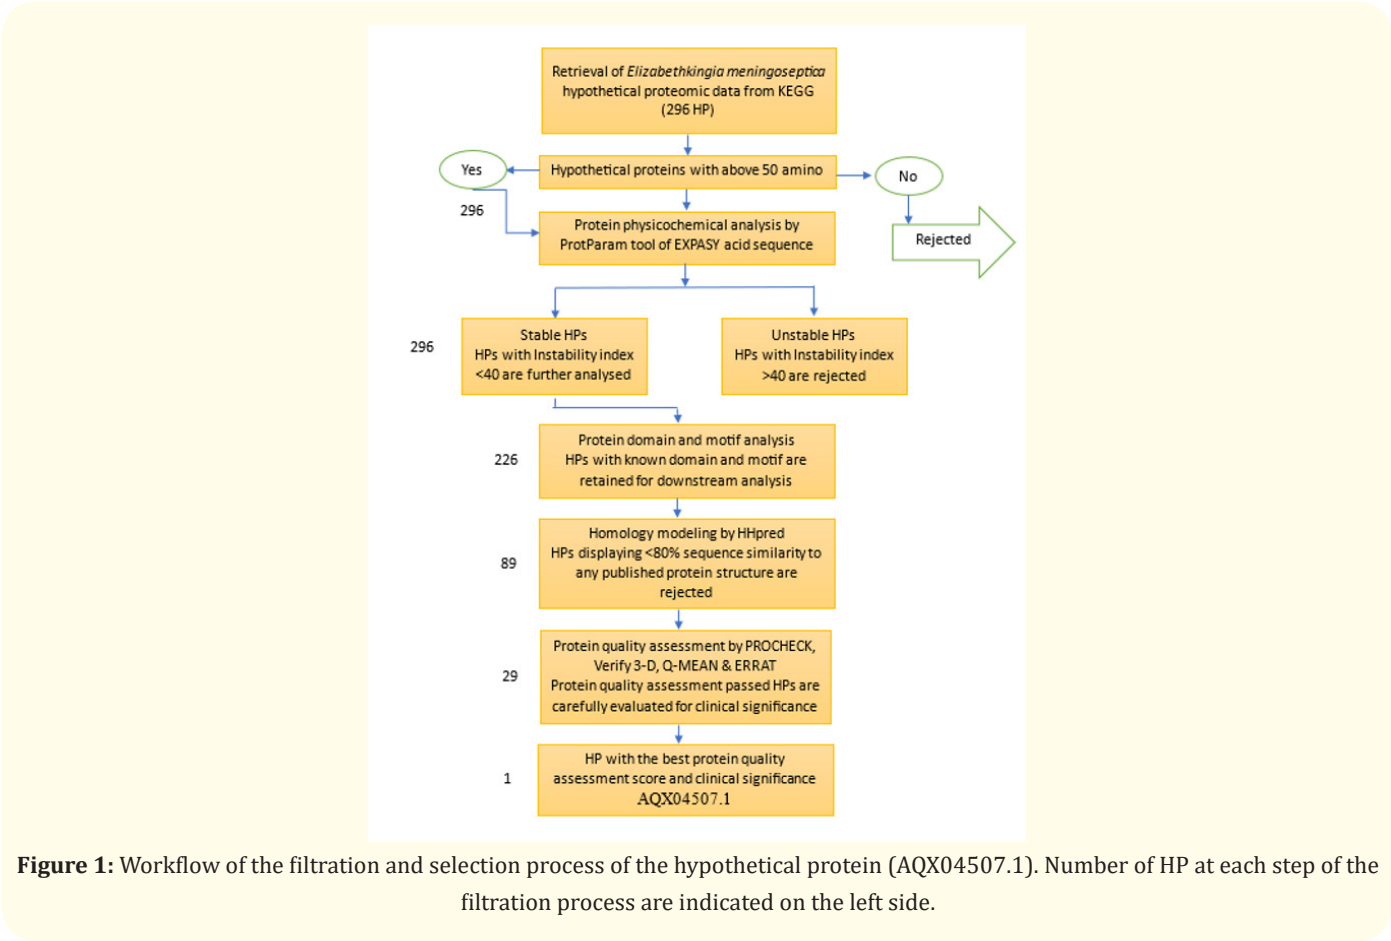 Retrieval of Elizabethkingia meningoseptica
hypothetical proteomic data from KEGG
(296 HP)
Yes
Hypothetical proteins with above 50 amino
No
296
Protein physicochemical analysis by
ProtParam tool of EXPASY acid sequence
Rejected
296
Stable HPs
HPs with Instability index
<40 are further analysed
Unstable HPs
HPs with Instability index
>40 are rejected
226
Protein domain and motif analysis
HPs with known domain and motif are
retained for downstream analysis
89
Homology modeling by HHpred
HPs displaying <80% sequence similarity to
any published protein structure are
rejected
29
Protein quality assessment by PROCHECK,
Verify 3-D, Q-MEAN & ERRAT
Protein quality assessment passed HPs are
carefully evaluated for clinical significance
1
HP with the best protein quality
assessment score and clinical significance
AQX04507.1
Figure 1: Workflow of the filtration and selection process of the hypothetical protein (AQX04507.1). Number of HP at each step of the
filtration process are indicated on the left side.